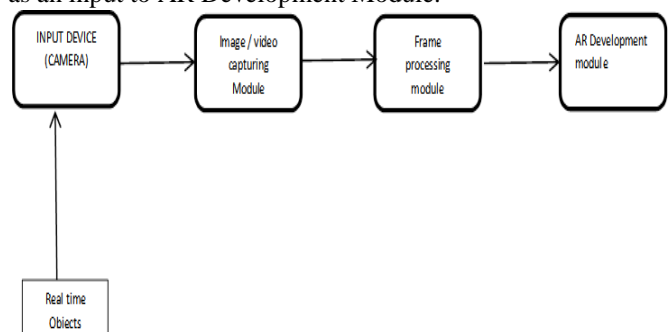 as an input to AR Development Module.
INPUT DEVICE
(CAMERA)
Image / video
capturing
Module
Frame
processing
module
AR Development
module
Real time
Objects